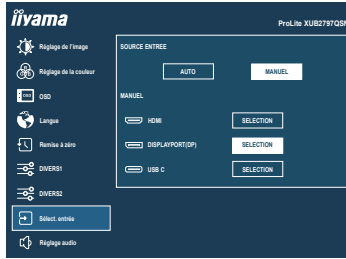 iiyama
ProLite XUB2797QSN
Réglage de l'image
SOURCE ENTREE
AUTO
MANUEL
Réglage de la couleur
OSD
OSD
MANUEL
Langue
HDMI
SELECTION
Remise à zéro
DISPLAYPORT(DP)
SELECTION
DIVERS1
USB C
SELECTION
DIVERS2
Sélect. entrée
Réglage audio